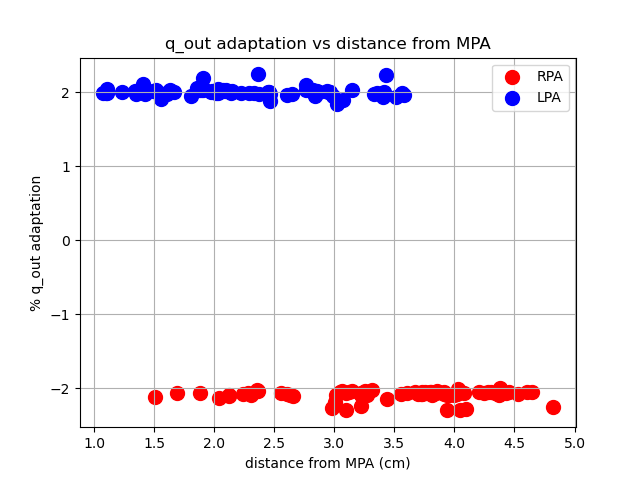 q_out adaptation vs distance from MPA
RPA
LPA
% q_out adaptation
2
1
0
−1
−2
1.0 1.5 2.0 2.5 3.0 3.5 4.0 4.5 5.0
distance from MPA (cm)